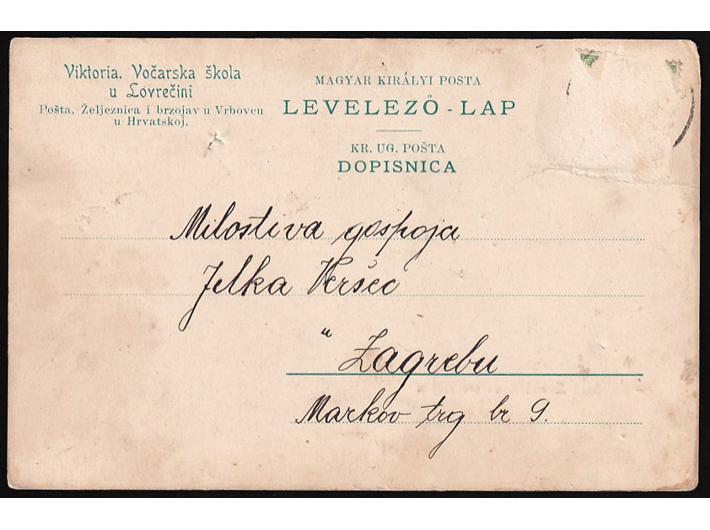 Viktoria. Voćarska škola
u Lovrečini
Pošta, Željeznica i brzojav u Vrbovcu
u Hrvatskoj.
MAGYAR KIRÁLYI POSTA
LEVELEZŐ - LAP
KR. UG. POŠTA
DOPISNICA
Milostiva gospoja
Jelka Veršec
u Zagrebu
Markov trg br 9.